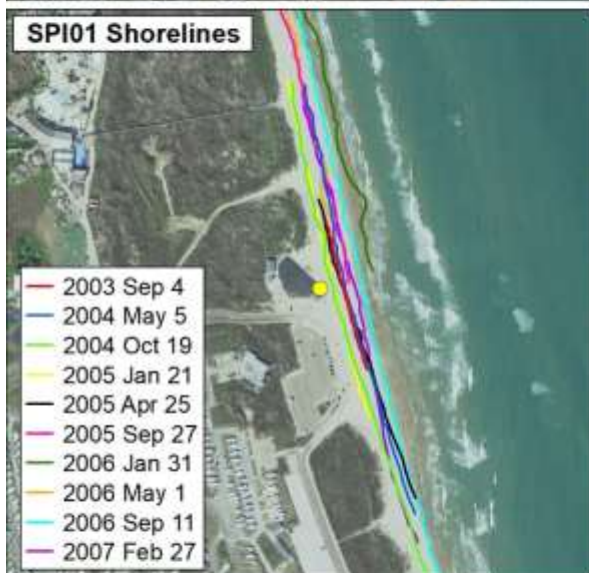 SPI01 Shorelines
2003 Sep 4
2004 May 5
2004 Oct 19
2005 Jan 21
2005 Apr 25
2005 Sep 27
2006 Jan 31
2006 May 1
2006 Sep 11
2007 Feb 27